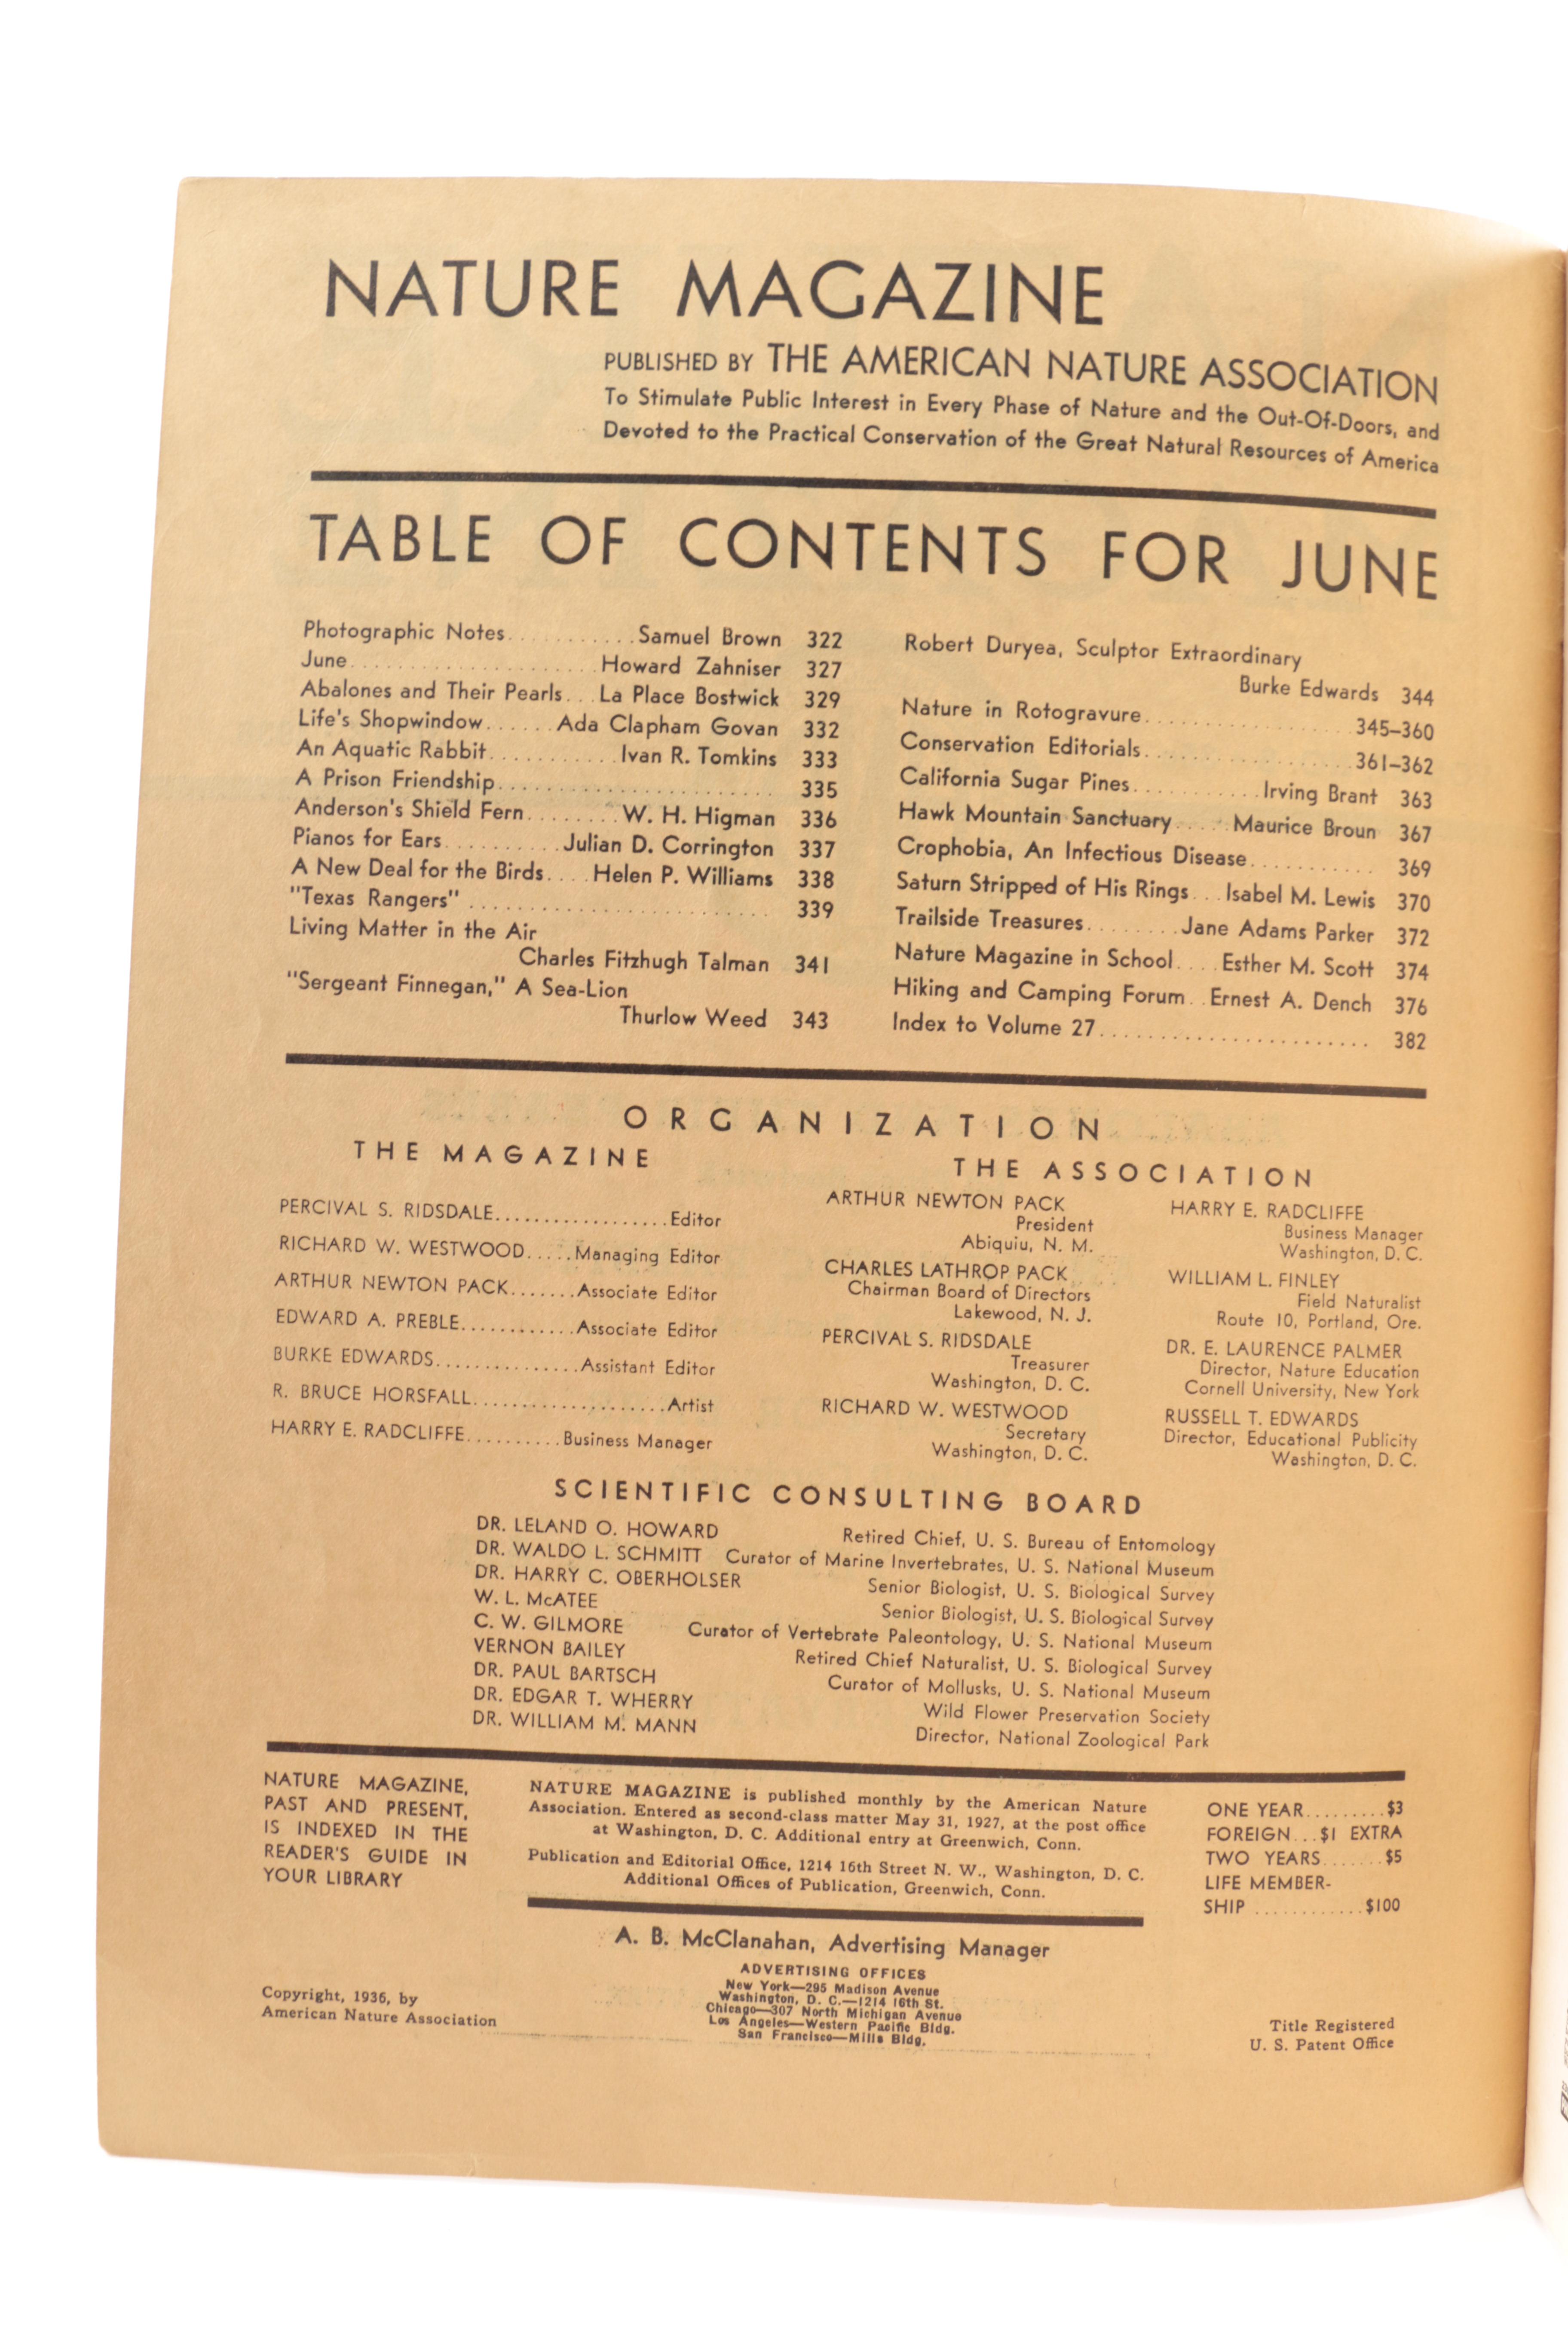 NATURE MAGAZINE
PUBLISHED BY THE AMERICAN NATURE ASSOCIATION
To Stimulate Public Interest in Every Phase of Nature and the Out-Of-Doors, and
Devoted to the Practical Conservation of the Great Natural Resources of America
TABLE OF CONTENTS FOR JUNE
Photographic Notes...........Samuel Brown 322
June.....................Howard Zahniser 327
Abalones and Their Pearls...La Place Bostwick 329
Life's Shopwindow......Ada Clapham Govan 332
An Aquatic Rabbit...........Ivan R. Tomkins 333
A Prison Friendship....................... 335
Anderson's Shield Fern........W. H. Higman 336
Pianos for Ears..........Julian D. Corrington 337
A New Deal for the Birds....Helen P. Williams 338
"Texas Rangers" ......................... 339
Living Matter in the Air
Charles Fitzhugh Talman 341
"Sergeant Finnegan," A Sea-Lion
Thurlow Weed 343
Robert Duryea, Sculptor Extraordinary
Burke Edwards 344
Nature in Rotogravure..................345–360
Conservation Editorials..................361–362
California Sugar Pines...........Irving Brant 363
Hawk Mountain Sanctuary.....Maurice Broun 367
Crophobia, An Infectious Disease........... 369
Saturn Stripped of His Rings...Isabel M. Lewis 370
Trailside Treasures........Jane Adams Parker 372
Nature Magazine in School....Esther M. Scott 374
Hiking and Camping Forum..Ernest A. Dench 376
Index to Volume 27....................... 382
ORGANIZATION
THE MAGAZINE
PERCIVAL S. RIDSDALE..................Editor
RICHARD W. WESTWOOD.....Managing Editor
ARTHUR NEWTON PACK.......Associate Editor
EDWARD A. PREBLE............Associate Editor
BURKE EDWARDS...............Assistant Editor
R. BRUCE HORSFALL....................Artist
HARRY E. RADCLIFFE..........Business Manager
THE ASSOCIATION
ARTHUR NEWTON PACK
President
Abiquiu, N. M.
CHARLES LATHROP PACK
Chairman Board of Directors
Lakewood, N. J.
PERCIVAL S. RIDSDALE
Treasurer
Washington, D. C.
RICHARD W. WESTWOOD
Secretary
Washington, D. C.
HARRY E. RADCLIFFE
Business Manager
Washington, D. C.
WILLIAM L. FINLEY
Field Naturalist
Route 10, Portland, Ore.
DR. E. LAURENCE PALMER
Director, Nature Education
Cornell University, New York
RUSSELL T. EDWARDS
Director, Educational Publicity
Washington, D. C.
SCIENTIFIC CONSULTING BOARD
DR. LELAND O. HOWARD Retired Chief, U. S. Bureau of Entomology
DR. WALDO L. SCHMITT Curator of Marine Invertebrates, U. S. National Museum
DR. HARRY C. OBERHOLSER Senior Biologist, U. S. Biological Survey
W. L. McATEE Senior Biologist, U. S. Biological Survey
C. W. GILMORE Curator of Vertebrate Paleontology, U. S. National Museum
VERNON BAILEY Retired Chief Naturalist, U. S. Biological Survey
DR. PAUL BARTSCH Curator of Mollusks, U. S. National Museum
DR. EDGAR T. WHERRY Wild Flower Preservation Society
DR. WILLIAM M. MANN Director, National Zoological Park
NATURE MAGAZINE,
PAST AND PRESENT,
IS INDEXED IN THE
READER'S GUIDE IN
YOUR LIBRARY
NATURE MAGAZINE is published monthly by the American Nature
Association. Entered as second-class matter May 31, 1927, at the post office
at Washington, D. C. Additional entry at Greenwich, Conn.
Publication and Editorial Office, 1214 16th Street N. W., Washington, D. C.
Additional Offices of Publication, Greenwich, Conn.
ONE YEAR.........$3
FOREIGN...$1 EXTRA
TWO YEARS.......$5
LIFE MEMBER-
SHIP ............$100
A. B. McClanahan, Advertising Manager
ADVERTISING OFFICES
New York—295 Madison Avenue
Washington, D. C.—1214 16th St.
Chicago—307 North Michigan Avenue
Los Angeles—Western Pacific Bldg.
San Francisco—Mills Bldg.
Copyright, 1936, by
American Nature Association
Title Registered
U. S. Patent Office